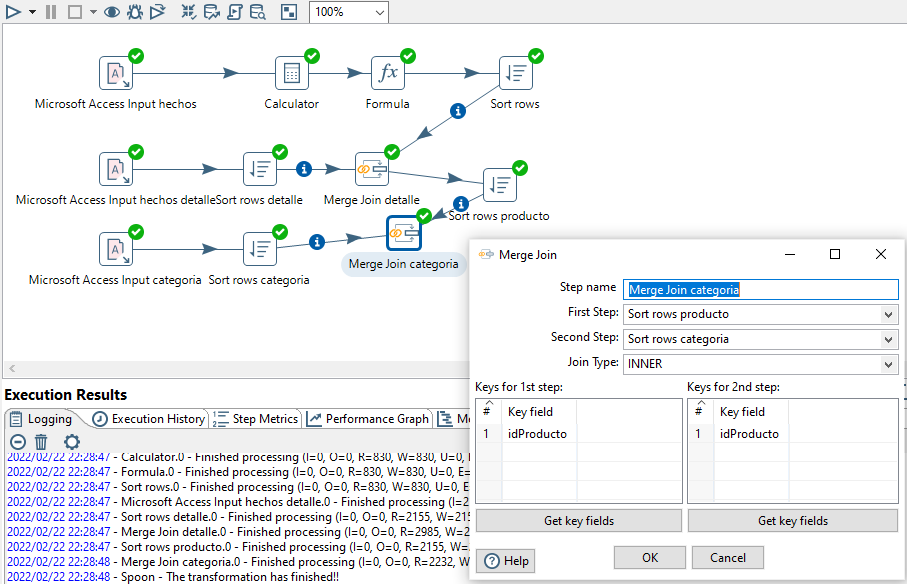 100%
Microsoft Access Input hechos
Calculator
Formula
Sort rows
Microsoft Access Input hechos detalle
Sort rows detalle
Merge Join detalle
Sort rows producto
Microsoft Access Input categoria
Sort rows categoria
Merge Join categoria
Merge Join
Step name
Merge Join categoria
First Step:
Sort rows producto
Second Step:
Sort rows categoria
Join Type:
INNER
Keys for 1st step:
Keys for 2nd step:
# Key field
1 idProducto
# Key field
1 idProducto
Get key fields
Get key fields
Help
OK
Cancel
Execution Results
Logging
Execution History
Step Metrics
Performance Graph
2022/02/22 22:28:47 - Calculator.0 - Finished processing (I=0, O=0, R=830, W=830, U=0,
2022/02/22 22:28:47 - Formula.0 - Finished processing (I=0, O=0, R=830, W=830, U=0, E=
2022/02/22 22:28:47 - Sort rows.0 - Finished processing (I=0, O=0, R=830, W=830, U=0, E
2022/02/22 22:28:47 - Microsoft Access Input hechos detalle.0 - Finished processing (I=2
2022/02/22 22:28:47 - Sort rows detalle.0 - Finished processing (I=0, O=0, R=2155, W=215
2022/02/22 22:28:47 - Merge Join detalle.0 - Finished processing (I=0, O=0, R=2985, W=2
2022/02/22 22:28:47 - Sort rows producto.0 - Finished processing (I=0, O=0, R=2155, W=
2022/02/22 22:28:48 - Merge Join categoria.0 - Finished processing (I=0, O=0, R=2232, W=
2022/02/22 22:28:48 - Spoon - The transformation has finished!!